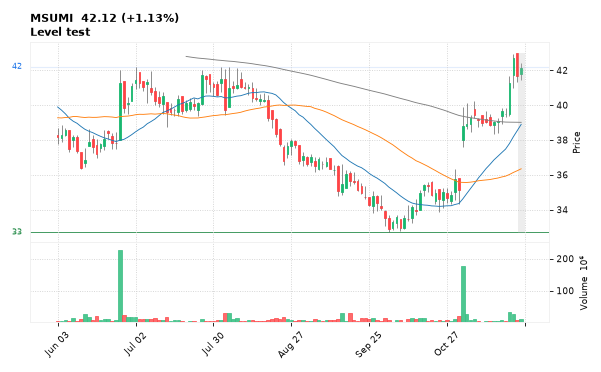 MSUMI 42.12 (+1.13%)
Level test
42
33
42
40
38
36
34
Price
200
100
Volume 10⁶
Jun 03
Jul 02
Jul 30
Aug 27
Sep 25
Oct 27